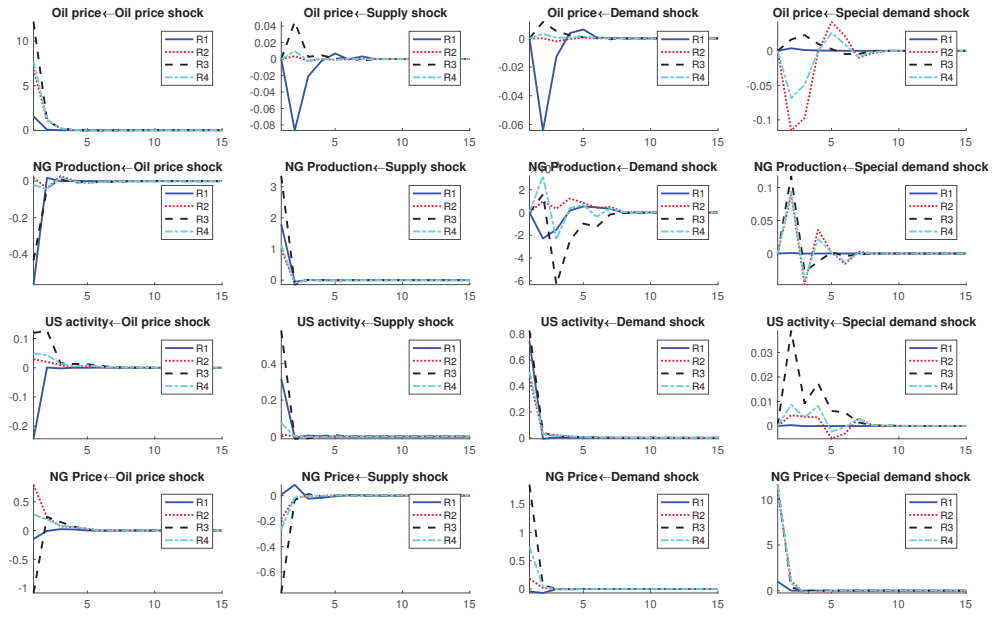 Oil price←Oil price shock
10
5
0
5 10 15
R1
R2
R3
R4
Oil price←Supply shock
0.04
0.02
0
-0.02
-0.04
-0.06
-0.08
5 10 15
R1
R2
R3
R4
Oil price←Demand shock
0
-0.02
-0.04
-0.06
5 10 15
R1
R2
R3
R4
Oil price←Special demand shock
0
-0.05
-0.1
5 10 15
R1
R2
R3
R4
NG Production←Oil price shock
0
-0.2
-0.4
5 10 15
R1
R2
R3
R4
NG Production←Supply shock
3
2
1
0
5 10 15
R1
R2
R3
R4
NG Production←Demand shock
2
0
-2
-4
-6
5 10 15
R1
R2
R3
R4
NG Production←Special demand shock
0.1
0.05
0
5 10 15
R1
R2
R3
R4
US activity←Oil price shock
0.1
0
-0.1
-0.2
5 10 15
R1
R2
R3
R4
US activity←Supply shock
0.4
0.2
0
5 10 15
R1
R2
R3
R4
US activity←Demand shock
0.8
0.6
0.4
0.2
0
5 10 15
R1
R2
R3
R4
US activity←Special demand shock
0.03
0.02
0.01
0
5 10 15
R1
R2
R3
R4
NG Price←Oil price shock
0.5
0
-0.5
-1
5 10 15
R1
R2
R3
R4
NG Price←Supply shock
0
-0.2
-0.4
-0.6
5 10 15
R1
R2
R3
R4
NG Price←Demand shock
1.5
1
0.5
0
5 10 15
R1
R2
R3
R4
NG Price←Special demand shock
10
5
0
5 10 15
R1
R2
R3
R4